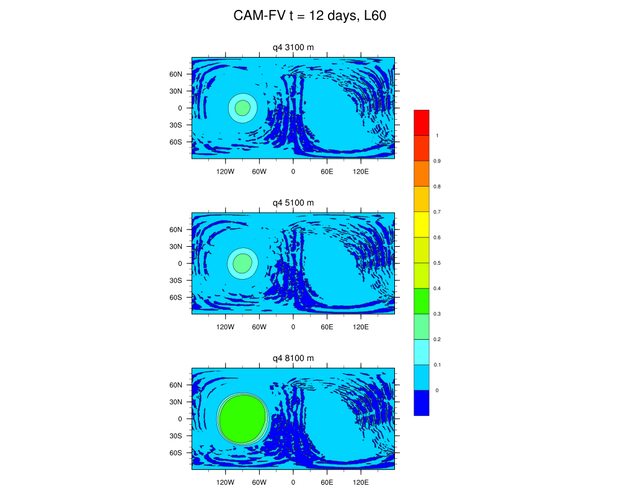 CAM-FV t = 12 days, L60
q4 3100 m
60N
30N
0
30S
60S
120W 60W 0 60E 120E
q4 5100 m
60N
30N
0
30S
60S
120W 60W 0 60E 120E
q4 8100 m
60N
30N
0
30S
60S
120W 60W 0 60E 120E
1
0.9
0.8
0.7
0.6
0.5
0.4
0.3
0.2
0.1
0